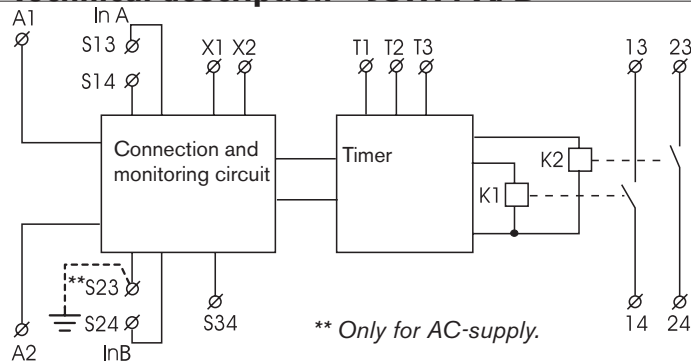 A1
In A
S13
S14
X1 X2
T1 T2 T3
13 23
Connection and
monitoring circuit
Timer
K2
K1
**S23
S24
S34
** Only for AC-supply.
14 24
A2
InB